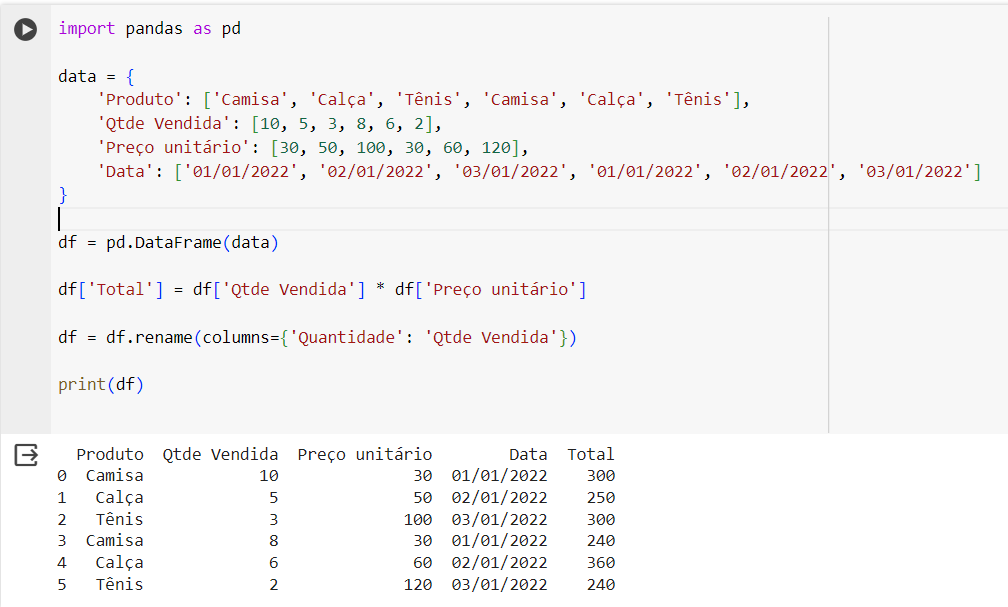 import pandas as pd
data = {
'Produto': ['Camisa', 'Calça', 'Tênis', 'Camisa', 'Calça', 'Tênis'],
'Qtde Vendida': [10, 5, 3, 8, 6, 2],
'Preço unitário': [30, 50, 100, 30, 60, 120],
'Data': ['01/01/2022', '02/01/2022', '03/01/2022', '01/01/2022', '02/01/2022', '03/01/2022']
}
df = pd.DataFrame(data)
df['Total'] = df['Qtde Vendida'] * df['Preço unitário']
df = df.rename(columns={'Quantidade': 'Qtde Vendida'})
print(df)
Produto Qtde Vendida Preço unitário Data Total
0 Camisa 10 30 01/01/2022 300
1 Calça 5 50 02/01/2022 250
2 Tênis 3 100 03/01/2022 300
3 Camisa 8 30 01/01/2022 240
4 Calça 6 60 02/01/2022 360
5 Tênis 2 120 03/01/2022 240